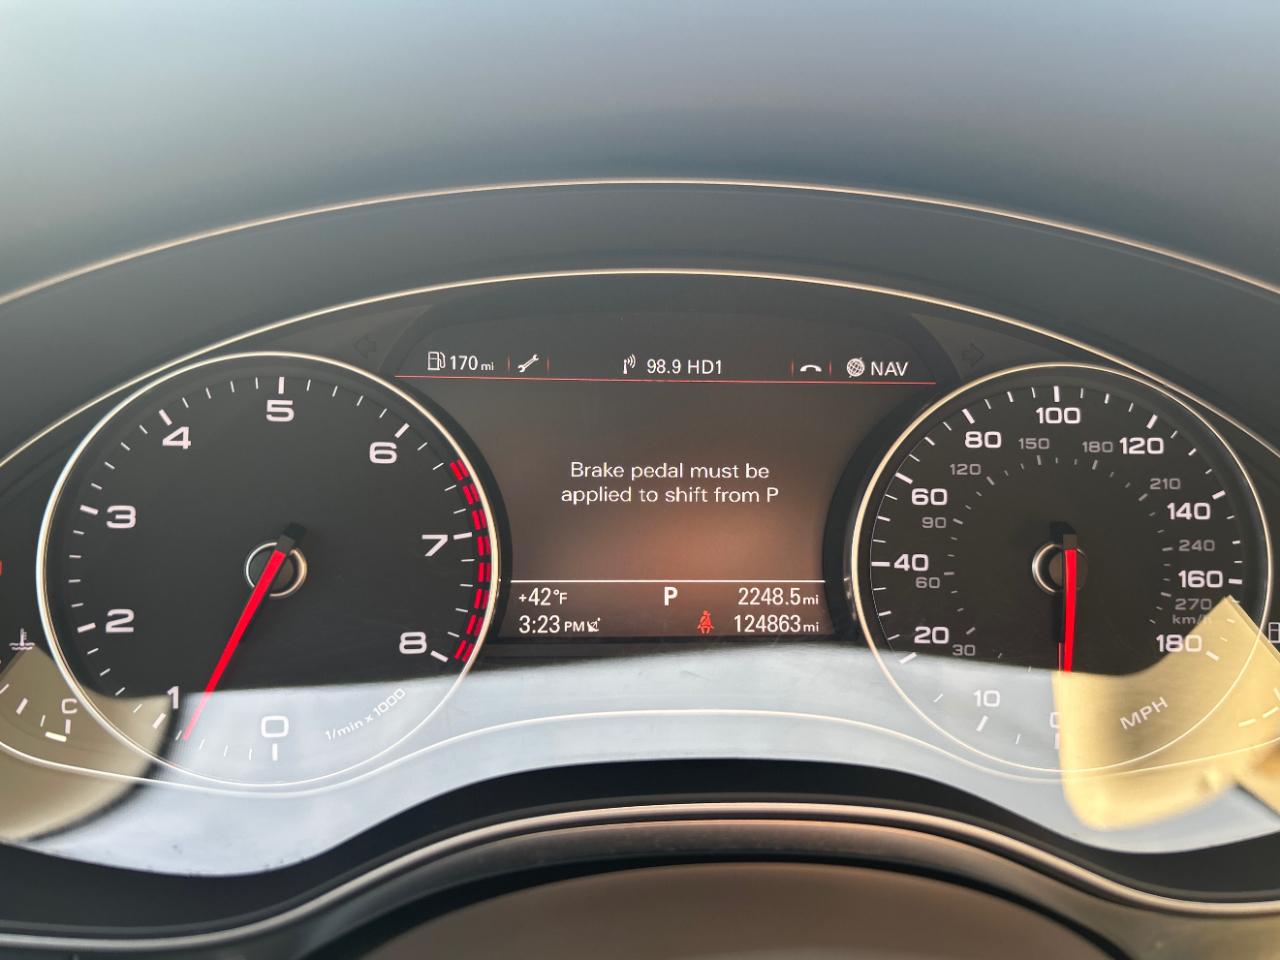 170 mi
98.9 HD1
NAV
Brake pedal must be
applied to shift from P
+42°F
P
2248.5 mi
3:23 PM
124863 mi
0
1
2
3
4
5
6
7
8
1/min x 1000
C
0
10
20
40
60
80
100
120
140
160
180
MPH
30
60
90
120
150
180
210
240
270
km/h